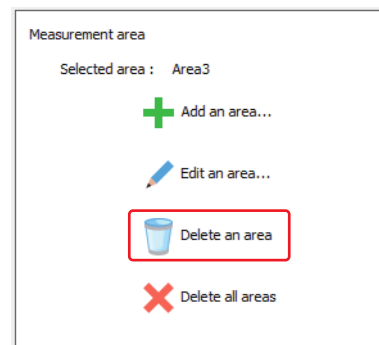 Measurement area
Selected area : Area3
Add an area...
Edit an area...
Delete an area
Delete all areas